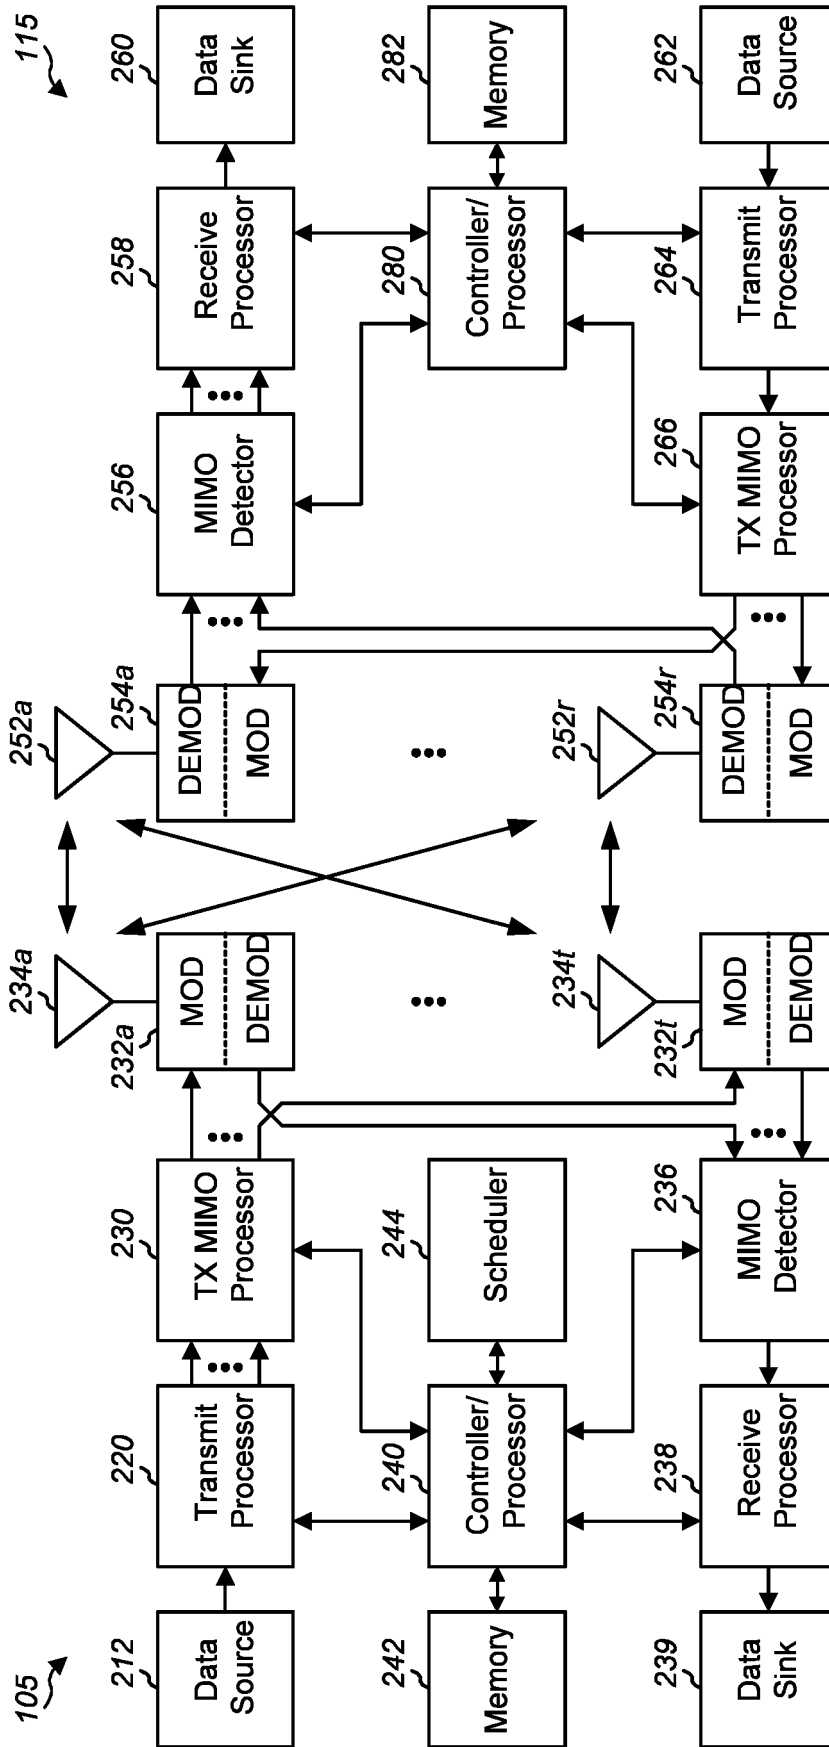 105
115
212
Data
Source
220
Transmit
Processor
230
TX MIMO
Processor
232a
MOD
DEMOD
234a
252a
254a
DEMOD
MOD
256
MIMO
Detector
258
Receive
Processor
260
Data
Sink
242
Memory
240
Controller/
Processor
244
Scheduler
280
Controller/
Processor
282
Memory
239
Data
Sink
238
Receive
Processor
236
MIMO
Detector
232t
MOD
DEMOD
234t
252r
254r
DEMOD
MOD
266
TX MIMO
Processor
264
Transmit
Processor
262
Data
Source